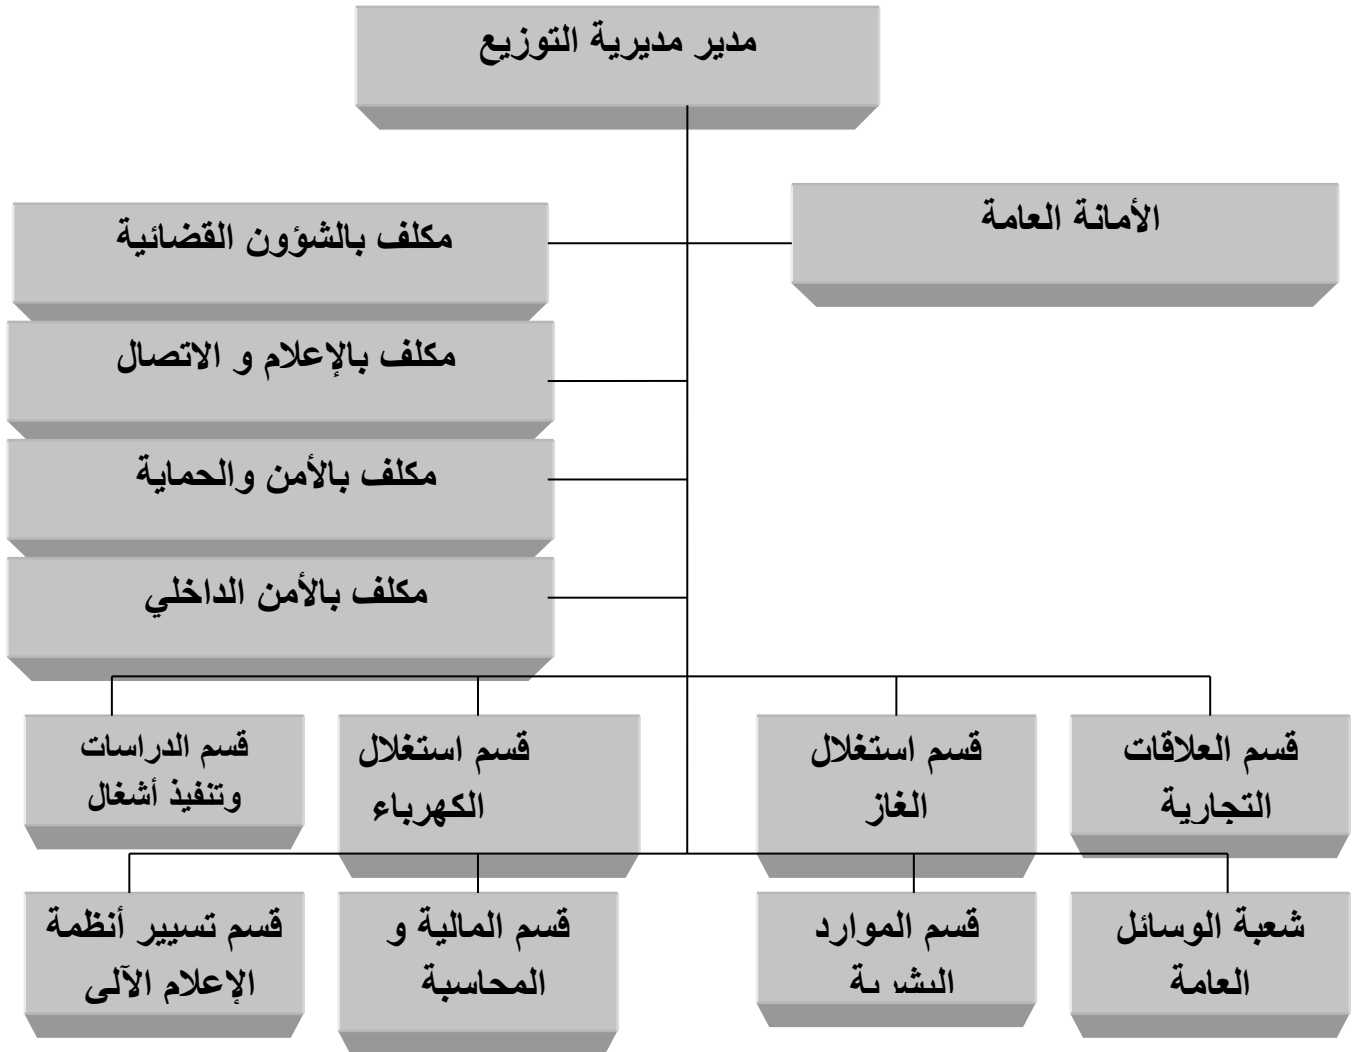 مدير مديرية التوزيع
الأمانة العامة
مكلف بالشؤون القضائية
مكلف بالإعلام و الاتصال
مكلف بالأمن والحماية
مكلف بالأمن الداخلي
قسم العلاقات
التجارية
قسم استغلال
الغاز
قسم استغلال
الكهرباء
قسم الدراسات
وتنفيذ أشغال
شعبة الوسائل
العامة
قسم الموارد
البشرية
قسم المالية و
المحاسبة
قسم تسيير أنظمة
الإعلام الآلي